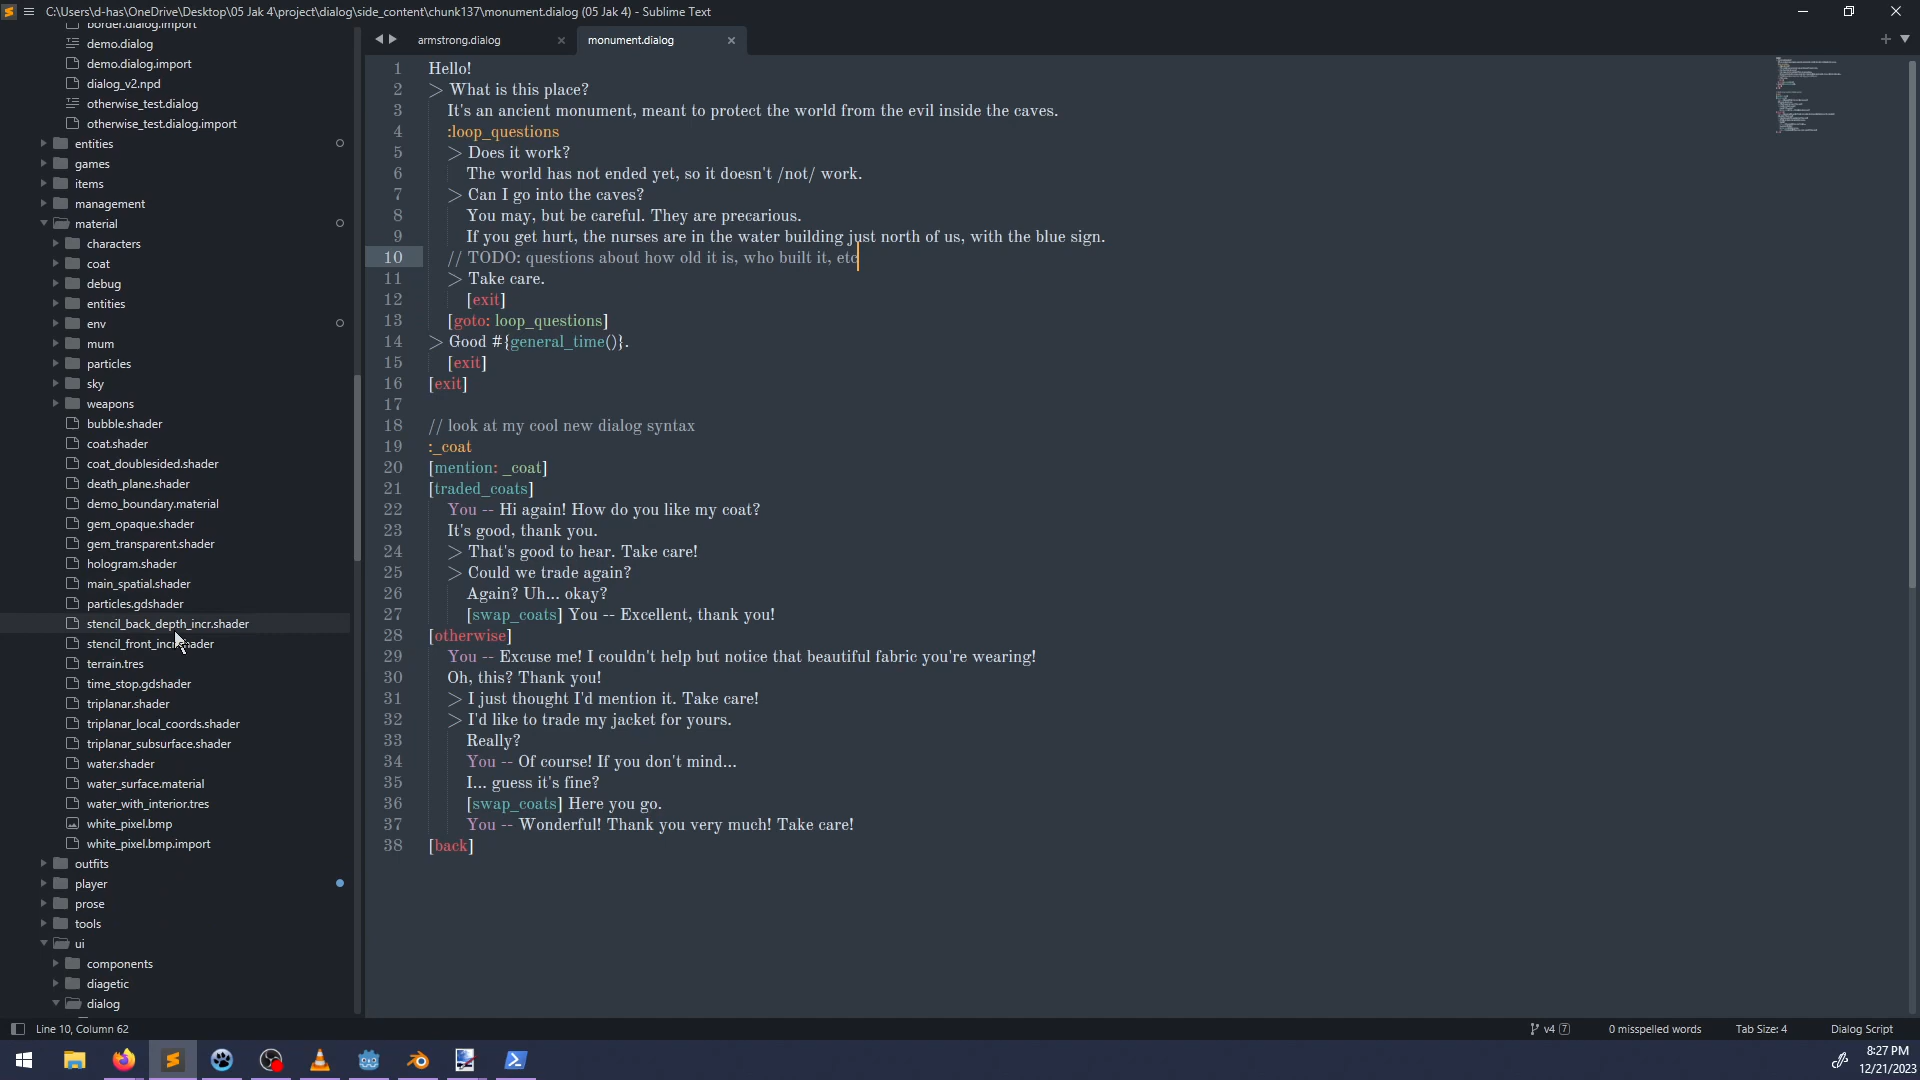 C:\Users\d-has\OneDrive\Desktop\05 Jak 4\project\dialog\side_content\chunk137\monument.dialog (05 Jak 4) - Sublime Text
border.dialog.import
demo.dialog
demo.dialog.import
dialog_v2.npd
otherwise_test.dialog
otherwise_test.dialog.import
entities
games
items
management
material
characters
coat
debug
entities
env
mum
particles
sky
weapons
bubble.shader
coat.shader
coat_doublesided.shader
death_plane.shader
demo_boundary.material
gem_opaque.shader
gem_transparent.shader
hologram.shader
main_spatial.shader
particles.gdshader
stencil_back_depth_incr.shader
stencil_front_incr.shader
terrain.tres
time_stop.gdshader
triplanar.shader
triplanar_local_coords.shader
triplanar_subsurface.shader
water.shader
water_surface.material
water_with_interior.tres
white_pixel.bmp
white_pixel.bmp.import
outfits
player
prose
tools
ui
components
diagetic
dialog
armstrong.dialog
monument.dialog
1 Hello!
2 > What is this place?
3 It's an ancient monument, meant to protect the world from the evil inside the caves.
4 :loop_questions
5 > Does it work?
6 The world has not ended yet, so it doesn't /not/ work.
7 > Can I go into the caves?
8 You may, but be careful. They are precarious.
9 If you get hurt, the nurses are in the water building just north of us, with the blue sign.
10 // TODO: questions about how old it is, who built it, etc
11 > Take care.
12 [exit]
13 [goto: loop_questions]
14 > Good #{general_time()}.
15 [exit]
16 [exit]
17
18 // look at my cool new dialog syntax
19 :_coat
20 [mention: _coat]
21 [traded_coats]
22 You -- Hi again! How do you like my coat?
23 It's good, thank you.
24 > That's good to hear. Take care!
25 > Could we trade again?
26 Again? Uh... okay?
27 [swap_coats] You -- Excellent, thank you!
28 [otherwise]
29 You -- Excuse me! I couldn't help but notice that beautiful fabric you're wearing!
30 Oh, this? Thank you!
31 > I just thought I'd mention it. Take care!
32 > I'd like to trade my jacket for yours.
33 Really?
34 You -- Of course! If you don't mind...
35 I... guess it's fine?
36 [swap_coats] Here you go.
37 You -- Wonderful! Thank you very much! Take care!
38 [back]
Line 10, Column 62
v4 7
0 misspelled words
Tab Size: 4
Dialog Script
8:27 PM
12/21/2023